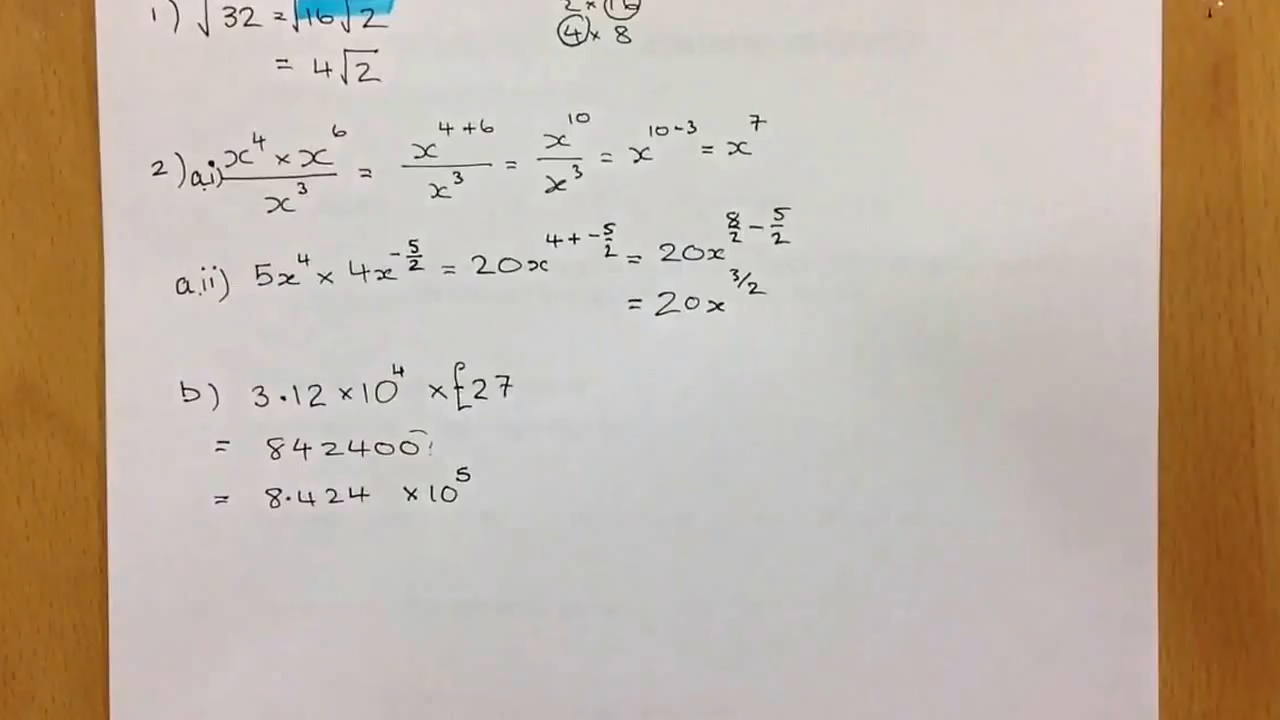 1) √32 = √16 √2
= 4√2
2 × 16
4 × 8
2) a.i) x⁴ × x⁶ / x³ = x⁴⁺⁶ / x³ = x¹⁰ / x³ = x¹⁰⁻³ = x⁷
a.ii) 5x⁴ × 4x^(-5/2) = 20x^(4 + -5/2) = 20x^(8/2 - 5/2)
= 20x^(3/2)
b) 3.12 × 10⁴ × £27
= 842400
= 8.424 × 10⁵